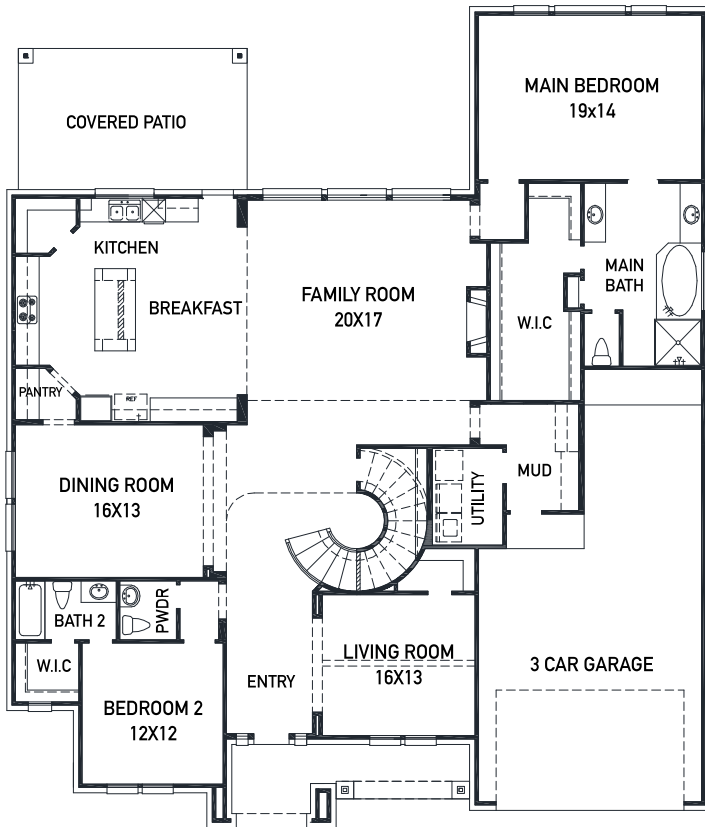 MAIN BEDROOM
19x14
COVERED PATIO
KITCHEN
BREAKFAST
FAMILY ROOM
20X17
MAIN
BATH
W.I.C
PANTRY
REF
DINING ROOM
16X13
UTILITY
MUD
BATH 2
PWDR
W.I.C
LIVING ROOM
16X13
3 CAR GARAGE
ENTRY
BEDROOM 2
12X12